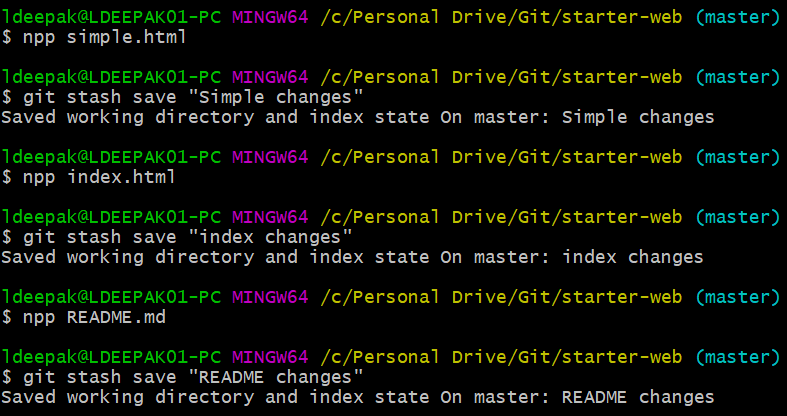 ldeepak@LDEEPAK01-PC MINGW64 /c/Personal Drive/Git/starter-web (master)
$ npp simple.html
ldeepak@LDEEPAK01-PC MINGW64 /c/Personal Drive/Git/starter-web (master)
$ git stash save "Simple changes"
Saved working directory and index state On master: Simple changes
ldeepak@LDEEPAK01-PC MINGW64 /c/Personal Drive/Git/starter-web (master)
$ npp index.html
ldeepak@LDEEPAK01-PC MINGW64 /c/Personal Drive/Git/starter-web (master)
$ git stash save "index changes"
Saved working directory and index state On master: index changes
ldeepak@LDEEPAK01-PC MINGW64 /c/Personal Drive/Git/starter-web (master)
$ npp README.md
ldeepak@LDEEPAK01-PC MINGW64 /c/Personal Drive/Git/starter-web (master)
$ git stash save "README changes"
Saved working directory and index state On master: README changes